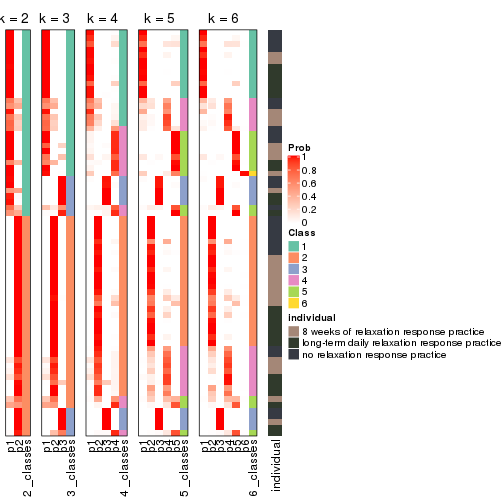 k = 2 k = 3 k = 4 k = 5 k = 6
Prob
1
0.8
0.6
0.4
0.2
0
Class
1
2
3
4
5
6
individual
8 weeks of relaxation response practice
long-term daily relaxation response practice
no relaxation response practice
p1 p2 2_classes p1 p2 p3 3_classes p1 p2 p3 p4 4_classes p1 p2 p3 p4 p5 5_classes p1 p2 p3 p4 p5 p6 6_classes individual